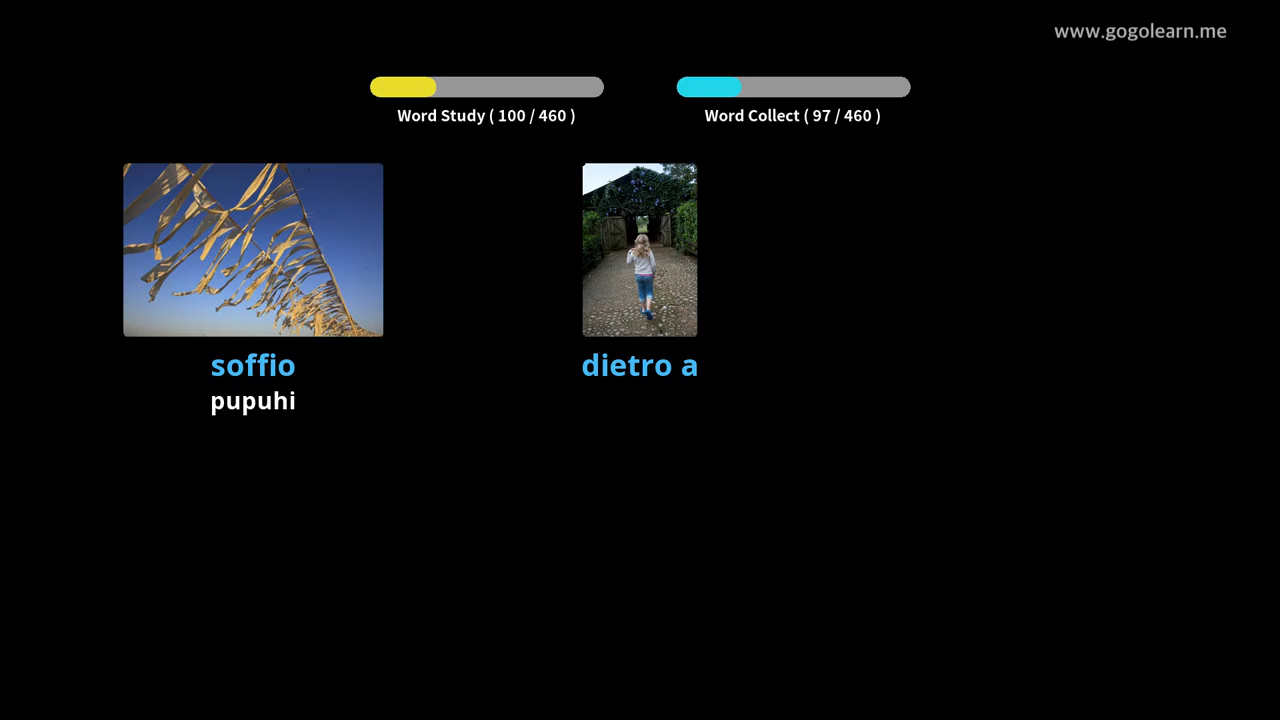 www.gogolearn.me
Word Study ( 100 / 460 )
Word Collect ( 97 / 460 )
soffio
pupuhi
dietro a